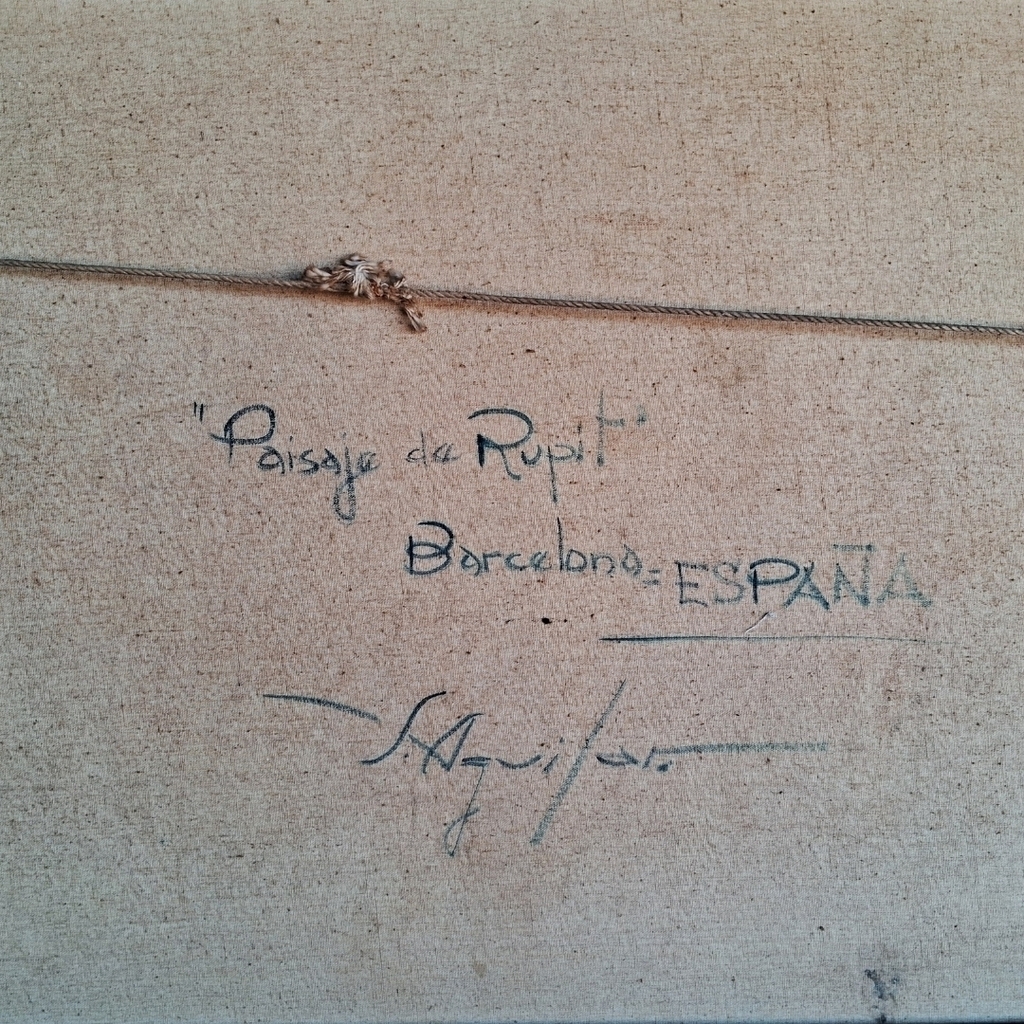 "Paisaje de Rupit"
Barcelona = ESPAÑA
J. Aguilar.